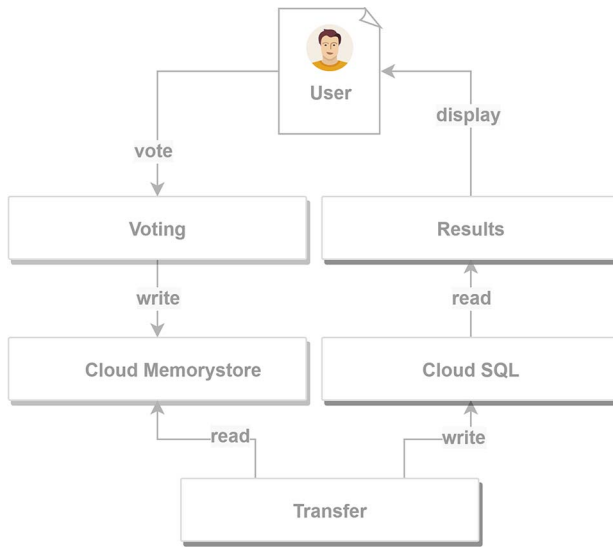 User
display
vote
Voting
Results
write
read
Cloud Memorystore
Cloud SQL
read
write
Transfer